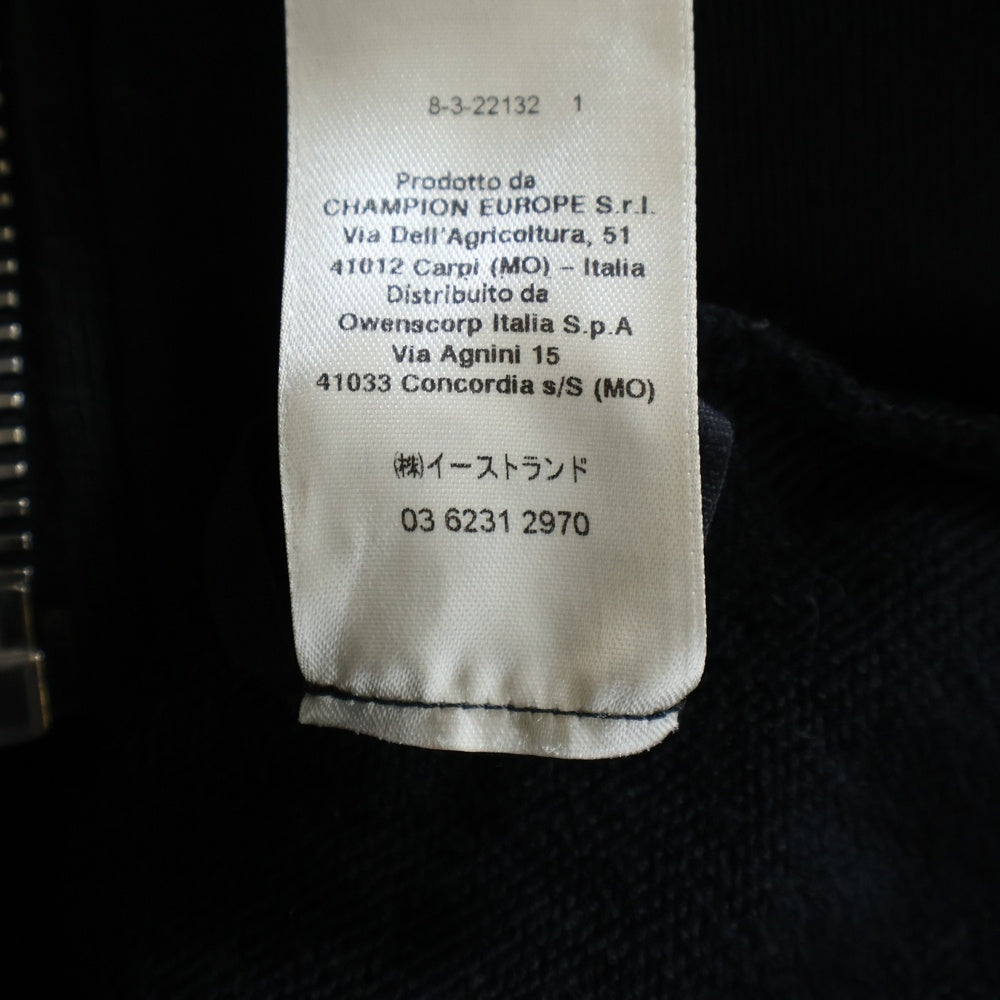 8-3-22132 1
Prodotto da
CHAMPION EUROPE S.r.l.
Via Dell'Agricoltura, 51
41012 Carpi (MO) – Italia
Distribuito da
Owenscorp Italia S.p.A
Via Agnini 15
41033 Concordia s/S (MO)
㈱イーストランド
03 6231 2970